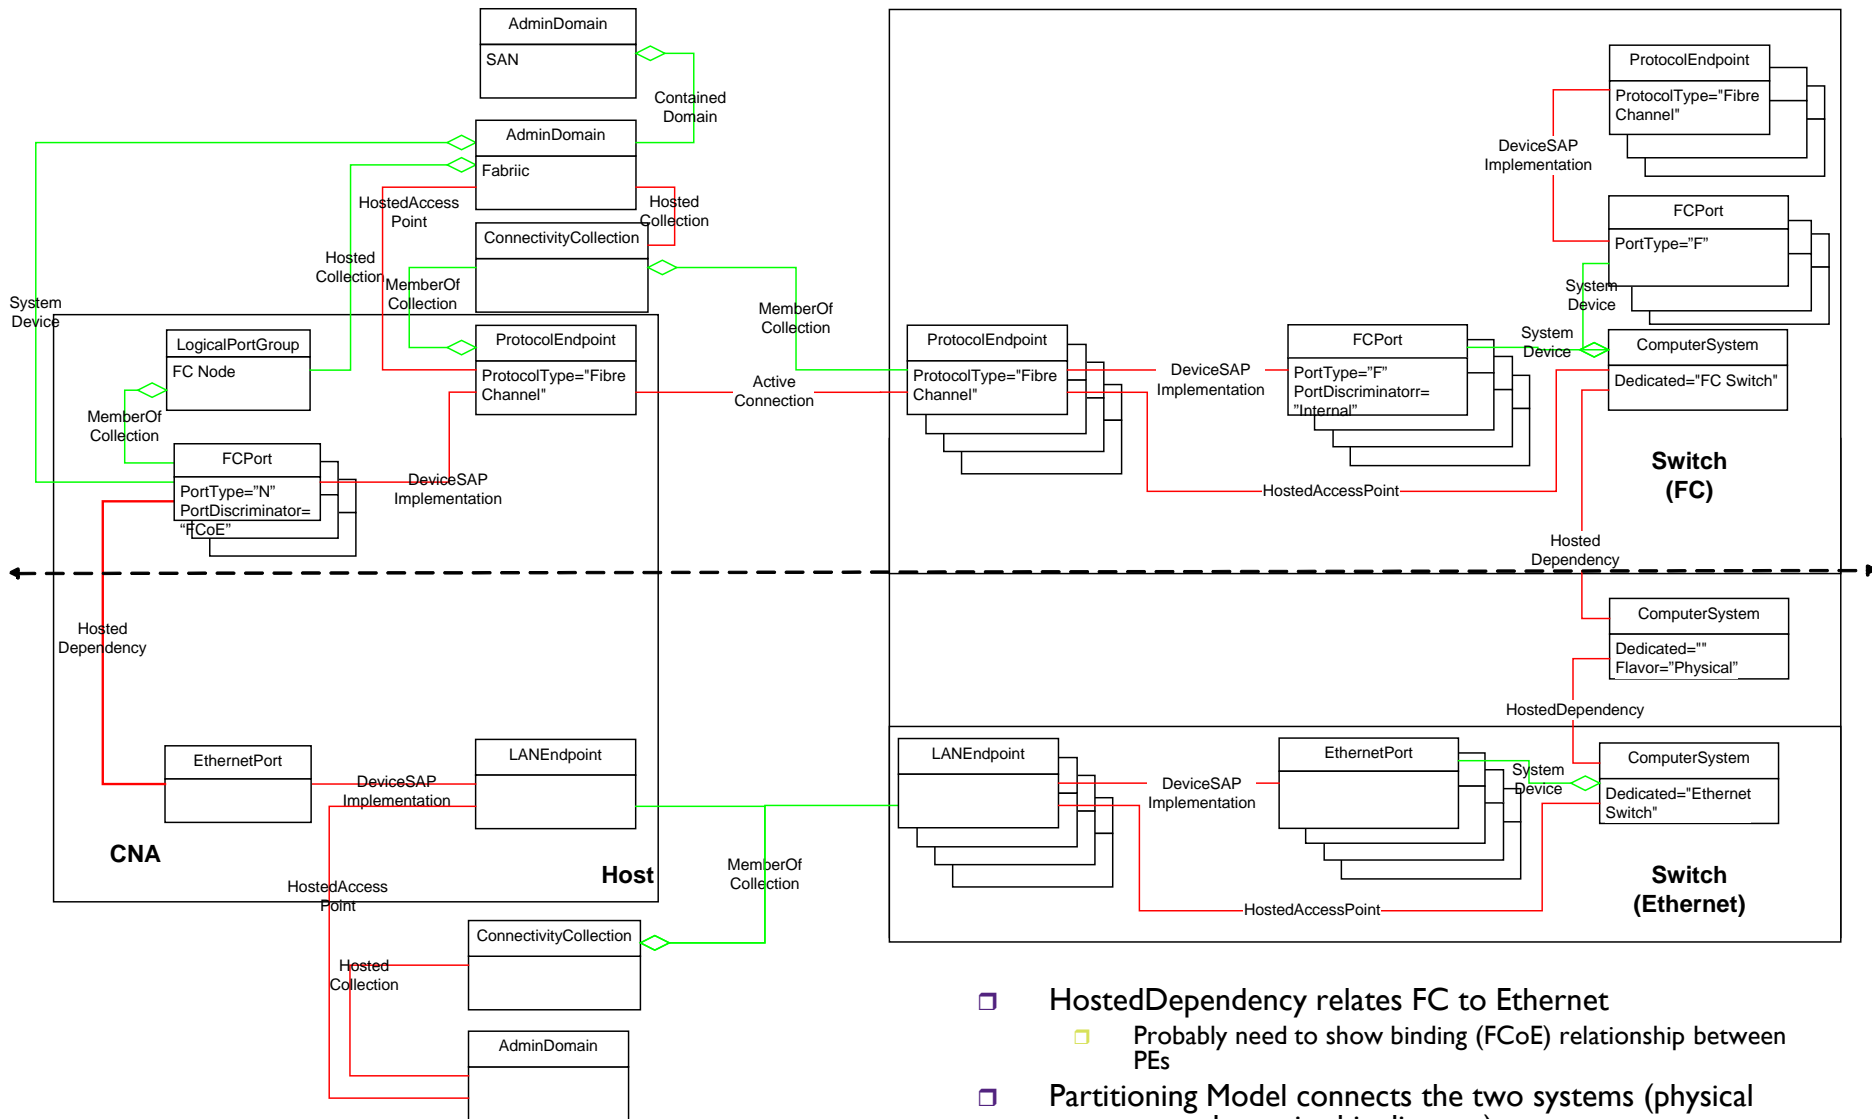 AdminDomain
SAN
Contained
Domain
AdminDomain
Fabriic
HostedAccess
Point
Hosted
Collection
ConnectivityCollection
Hosted
Collection
MemberOf
Collection
MemberOf
Collection
System
Device
LogicalPortGroup
FC Node
MemberOf
Collection
ProtocolEndpoint
ProtocolType="Fibre
Channel"
Active
Connection
FCPort
PortType=”N”
PortDiscriminator=
“FCoE”
DeviceSAP
Implementation
Hosted
Dependency
EthernetPort
DeviceSAP
Implementation
LANEndpoint
CNA
Host
HostedAccess
Point
MemberOf
Collection
ConnectivityCollection
Hosted
Collection
AdminDomain
ProtocolEndpoint
ProtocolType="Fibre
Channel"
DeviceSAP
Implementation
FCPort
PortType=”F”
System
Device
ProtocolEndpoint
ProtocolType="Fibre
Channel"
DeviceSAP
Implementation
FCPort
PortType=”F”
PortDiscriminatorr=
”Internal”
System
Device
ComputerSystem
Dedicated="FC Switch"
HostedAccessPoint
Switch
(FC)
Hosted
Dependency
ComputerSystem
Dedicated=""
Flavor=”Physical”
HostedDependency
LANEndpoint
DeviceSAP
Implementation
EthernetPort
System
Device
ComputerSystem
Dedicated="Ethernet
Switch"
HostedAccessPoint
Switch
(Ethernet)
HostedDependency relates FC to Ethernet
Probably need to show binding (FCoE) relationship between
PEs
Partitioning Model connects the two systems (physical